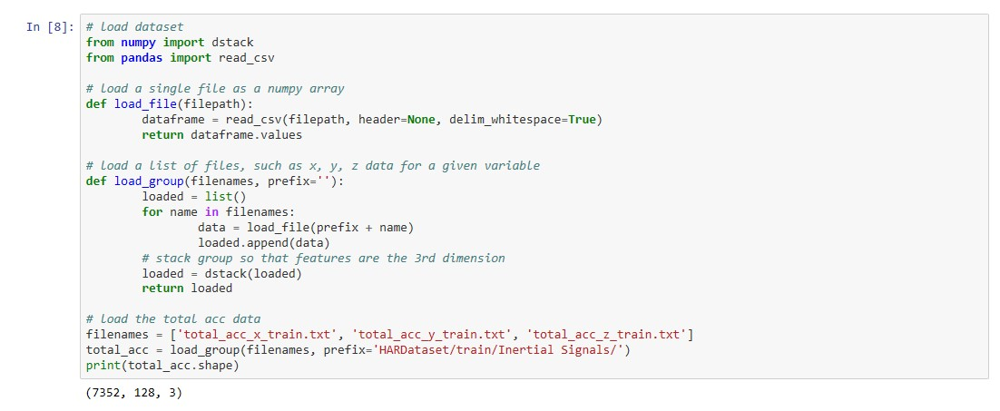 In [8]: # load dataset
from numpy import dstack
from pandas import read_csv

# load a single file as a numpy array
def load_file(filepath):
        dataframe = read_csv(filepath, header=None, delim_whitespace=True)
        return dataframe.values

# load a list of files, such as x, y, z data for a given variable
def load_group(filenames, prefix=''):
        loaded = list()
        for name in filenames:
                data = load_file(prefix + name)
                loaded.append(data)
        # stack group so that features are the 3rd dimension
        loaded = dstack(loaded)
        return loaded

# load the total acc data
filenames = ['total_acc_x_train.txt', 'total_acc_y_train.txt', 'total_acc_z_train.txt']
total_acc = load_group(filenames, prefix='HARDataset/train/Inertial Signals/')
print(total_acc.shape)
(7352, 128, 3)